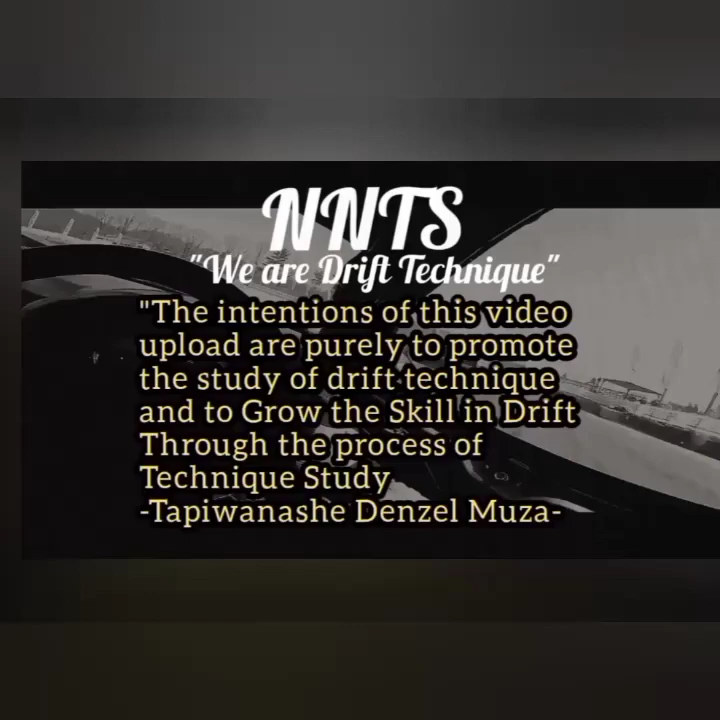 NNTS
"We are Drift Technique"
"The intentions of this video
upload are purely to promote
the study of drift technique
and to Grow the Skill in Drift
Through the process of
Technique Study
-Tapiwanashe Denzel Muza-